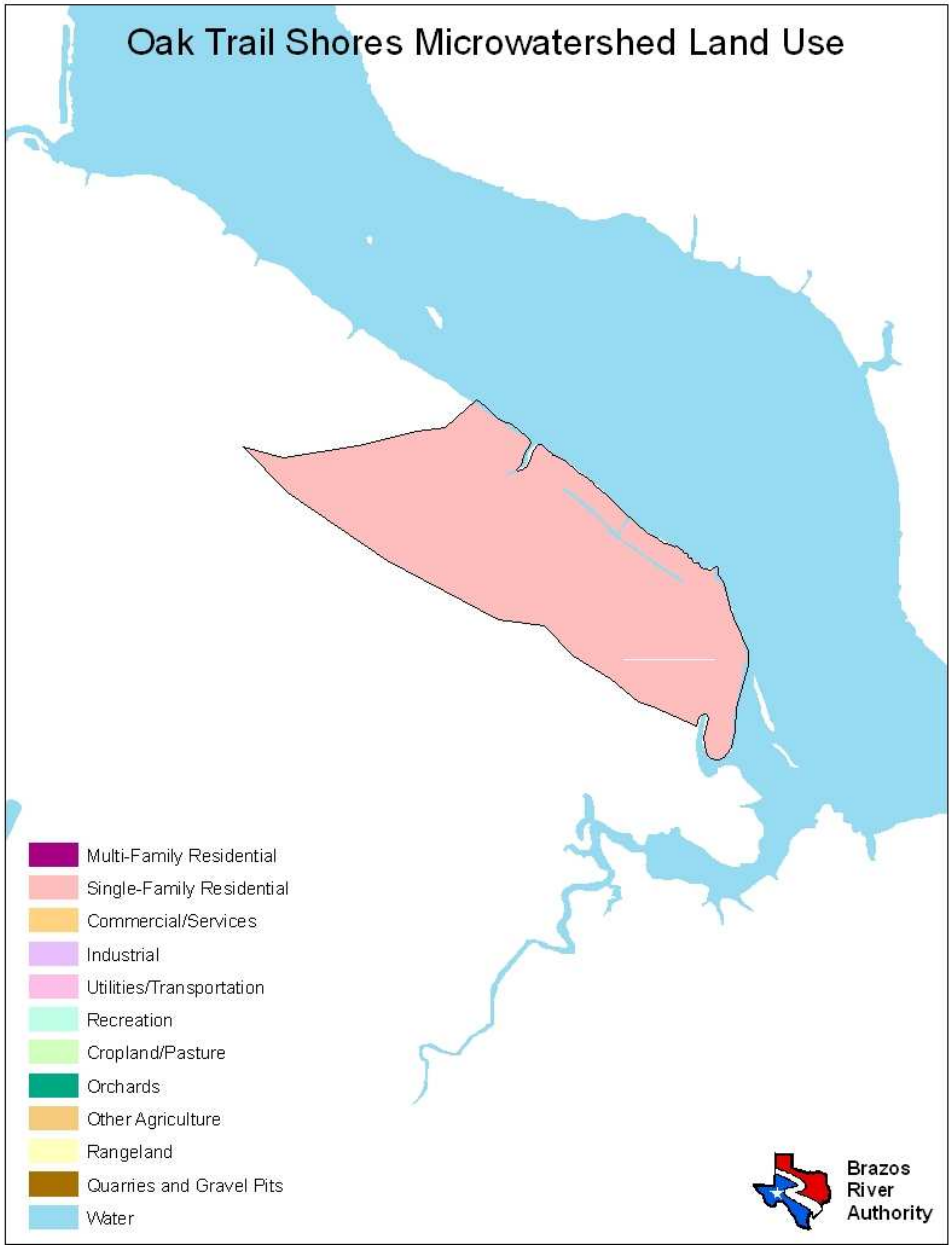 Oak Trail Shores Microwatershed Land Use
Multi-Family Residential
Single-Family Residential
Commercial/Services
Industrial
Utilities/Transportation
Recreation
Cropland/Pasture
Orchards
Other Agriculture
Rangeland
Quarries and Gravel Pits
Water
Brazos
River
Authority